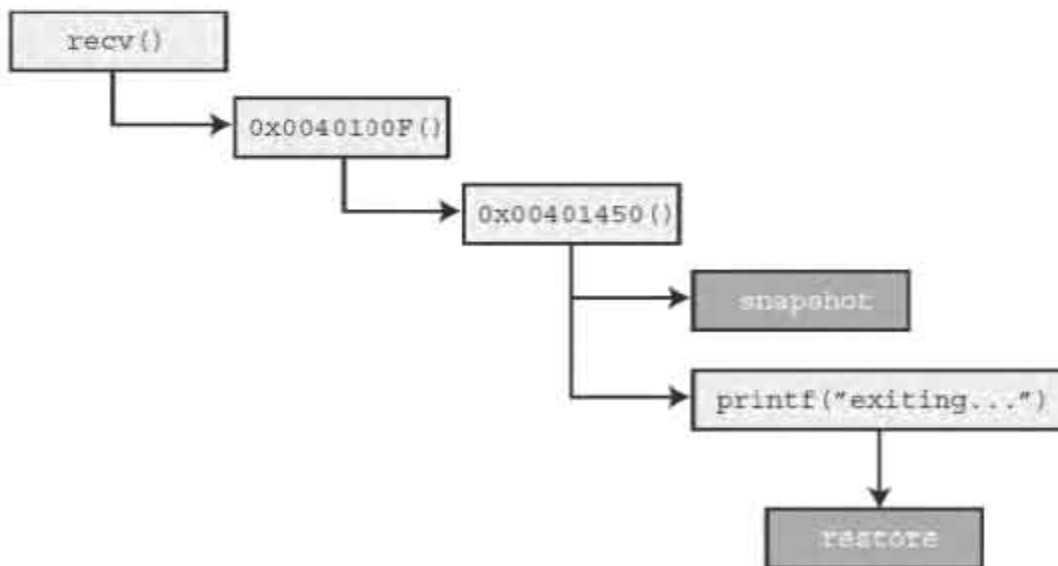 recv()
0x0040100F()
0x00401450()
snapshot
printf("exiting...")
restore